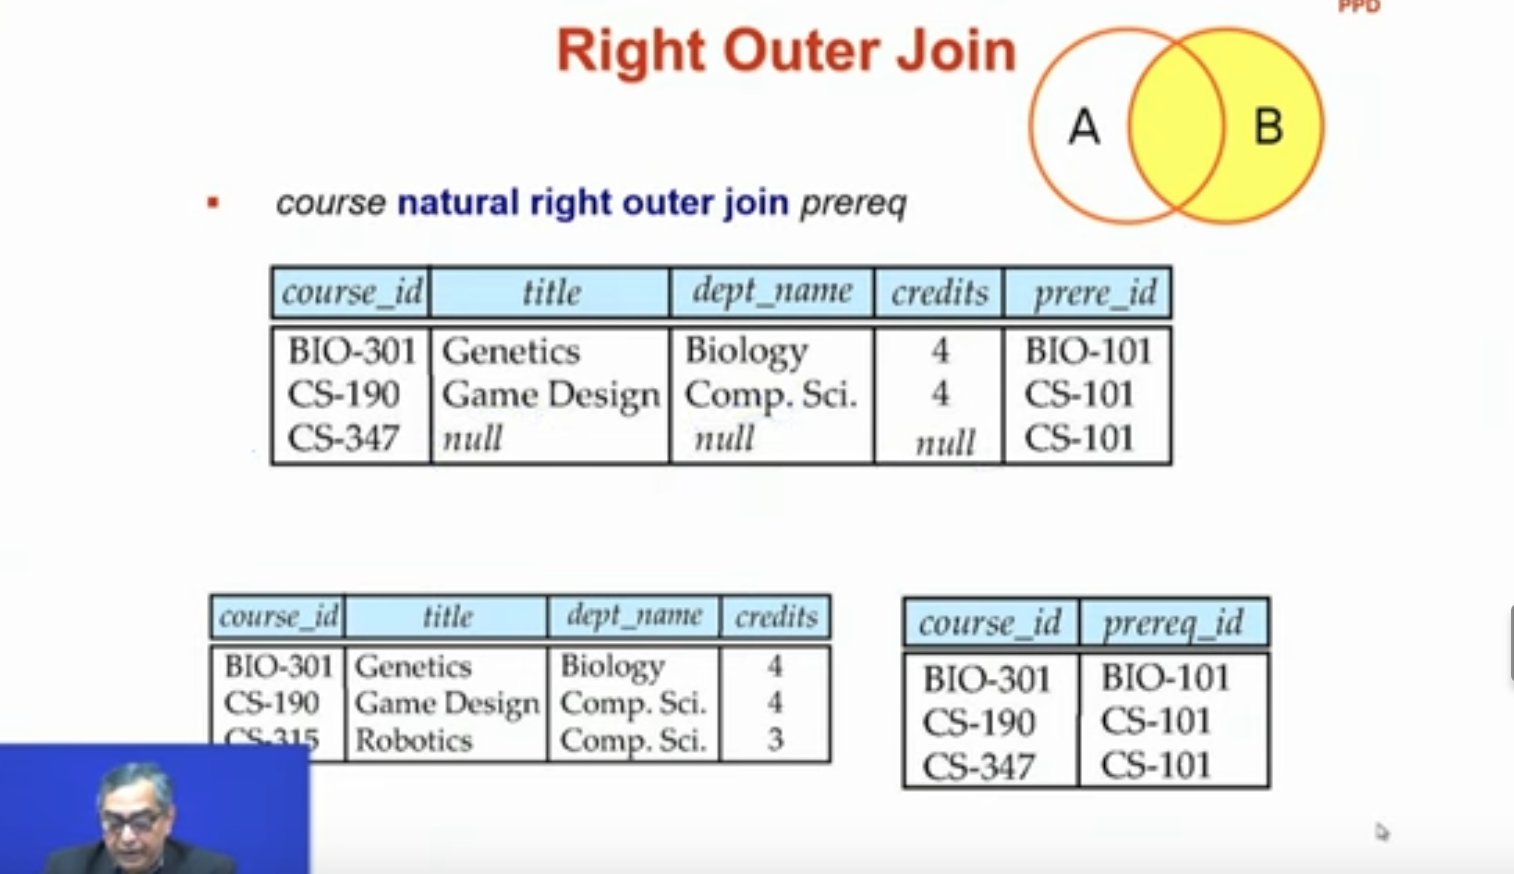 PPD
Right Outer Join
A B
▪ course natural right outer join prereq
course_id title dept_name credits prere_id
BIO-301 Genetics Biology 4 BIO-101
CS-190 Game Design Comp. Sci. 4 CS-101
CS-347 null null null CS-101
course_id title dept_name credits
BIO-301 Genetics Biology 4
CS-190 Game Design Comp. Sci. 4
CS-315 Robotics Comp. Sci. 3
course_id prereq_id
BIO-301 BIO-101
CS-190 CS-101
CS-347 CS-101